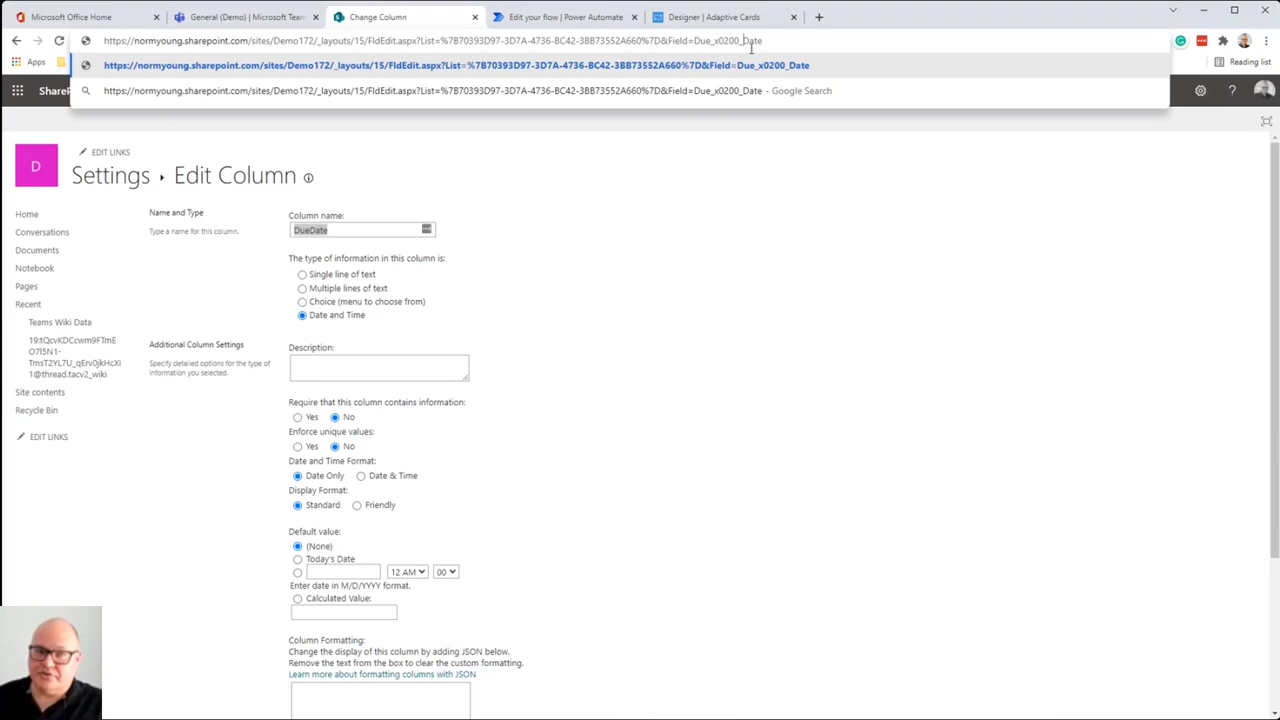 Microsoft Office Home
General (Demo) | Microsoft Team
Change Column
Edit your flow | Power Automate
Designer | Adaptive Cards
https://normyoung.sharepoint.com/sites/Demo172/_layouts/15/FldEdit.aspx?List=%7B70393D97-3D7A-4736-BC42-3BB73552A660%7D&Field=Due_x0200_Date
Apps
https://normyoung.sharepoint.com/sites/Demo172/_layouts/15/FldEdit.aspx?List=%7B70393D97-3D7A-4736-BC42-3BB73552A660%7D&Field=Due_x0200_Date
Reading list
https://normyoung.sharepoint.com/sites/Demo172/_layouts/15/FldEdit.aspx?List=%7B70393D97-3D7A-4736-BC42-3BB73552A660%7D&Field=Due_x0200_Date - Google Search
ShareP
D
EDIT LINKS
Settings ▸ Edit Column
Home
Conversations
Documents
Notebook
Pages
Recent
Teams Wiki Data
19:tQcvKDCcwm9FTmE
O7I5N1-
TmsT2YL7U_qErv0jkHcXI
1@thread.tacv2_wiki
Site contents
Recycle Bin
EDIT LINKS
Name and Type
Type a name for this column.
Column name:
DueDate
The type of information in this column is:
Single line of text
Multiple lines of text
Choice (menu to choose from)
Date and Time
Additional Column Settings
Specify detailed options for the type of
information you selected.
Description:
Require that this column contains information:
Yes No
Enforce unique values:
Yes No
Date and Time Format:
Date Only Date & Time
Display Format:
Standard Friendly
Default value:
(None)
Today's Date
12 AM 00
Enter date in M/D/YYYY format.
Calculated Value:
Column Formatting:
Change the display of this column by adding JSON below.
Remove the text from the box to clear the custom formatting.
Learn more about formatting columns with JSON